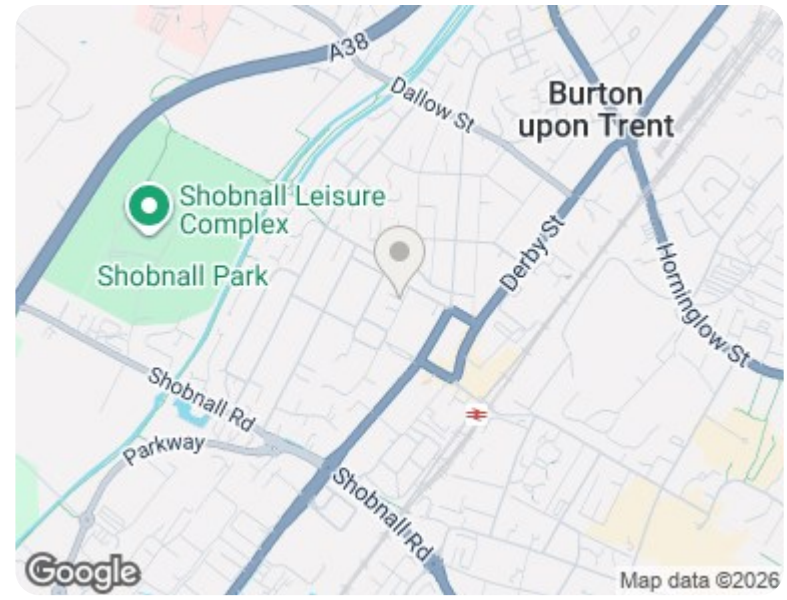 A38
Dallow St
Burton
upon Trent
Shobnall Leisure
Complex
Derby St
Shobnall Park
Horninglow St
Shobnall Rd
Parkway
Shobnall Rd
Google
Map data ©2026